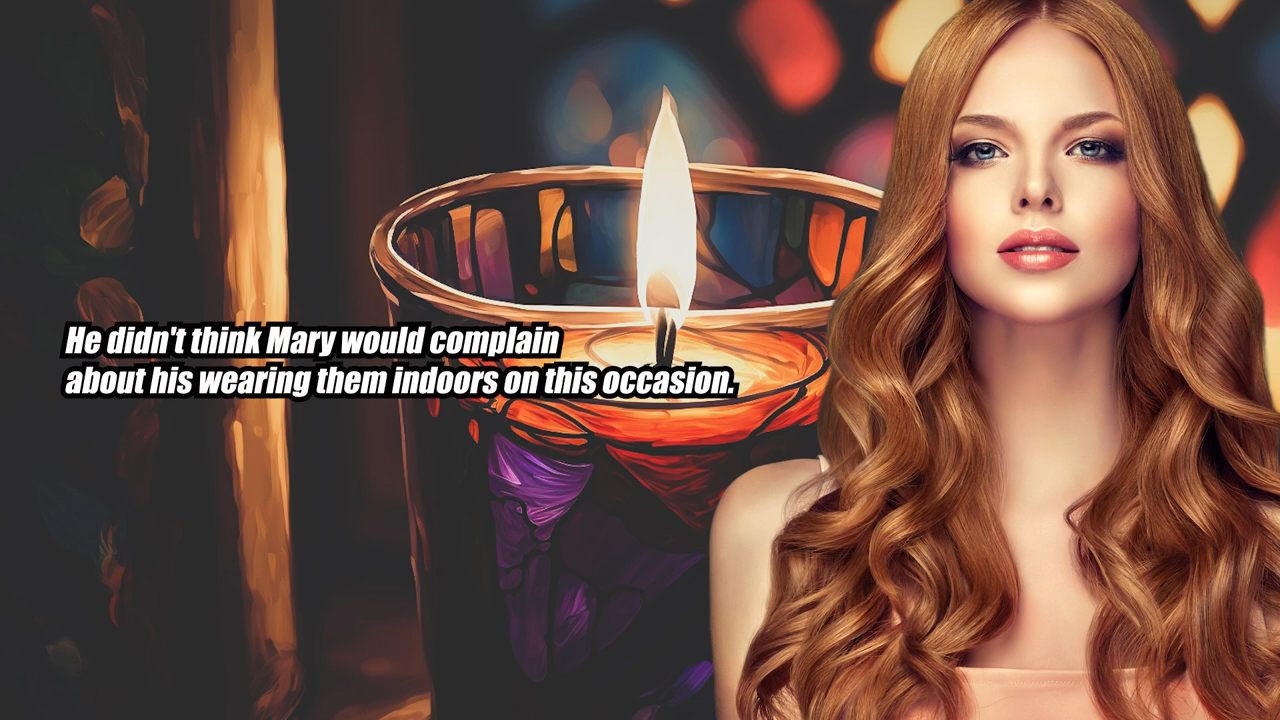 He didn't think Mary would complain
about his wearing them indoors on this occasion.